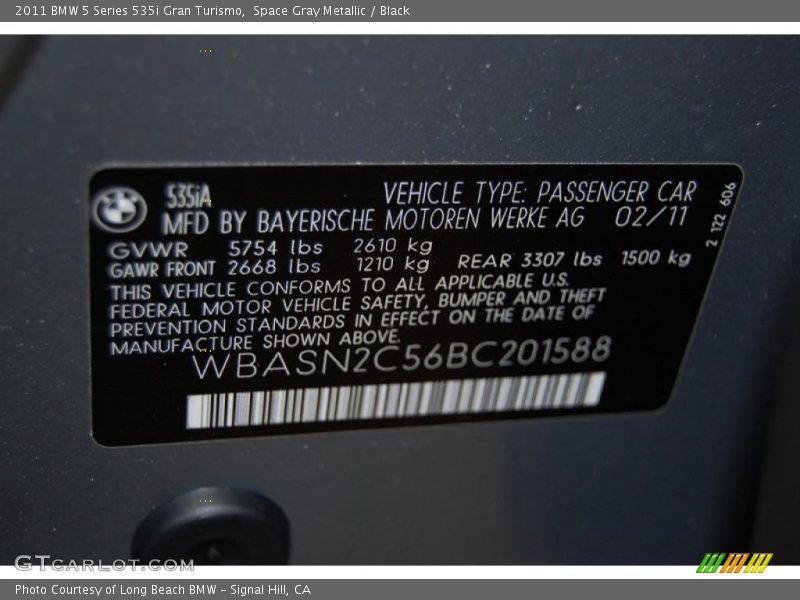 2011 BMW 5 Series 535i Gran Turismo,  Space Gray Metallic / Black
535iA
VEHICLE TYPE: PASSENGER CAR
MFD BY BAYERISCHE MOTOREN WERKE AG 02/11
GVWR 5754 lbs 2610 kg
GAWR FRONT 2668 lbs 1210 kg REAR 3307 lbs 1500 kg
THIS VEHICLE CONFORMS TO ALL APPLICABLE U.S.
FEDERAL MOTOR VEHICLE SAFETY, BUMPER AND THEFT
PREVENTION STANDARDS IN EFFECT ON THE DATE OF
MANUFACTURE SHOWN ABOVE.
WBASN2C56BC201588
2 122 606
GTCARLOT.COM
Photo Courtesy of Long Beach BMW – Signal Hill, CA